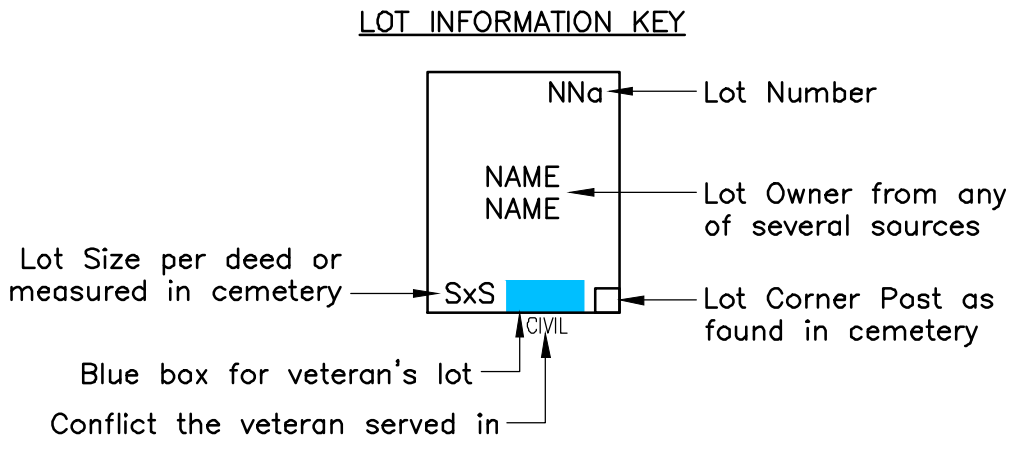 LOT INFORMATION KEY
NNa
Lot Number
NAME
NAME
Lot Owner from any
of several sources
Lot Size per deed or
measured in cemetery
SxS
Lot Corner Post as
found in cemetery
CIVIL
Blue box for veteran's lot
Conflict the veteran served in